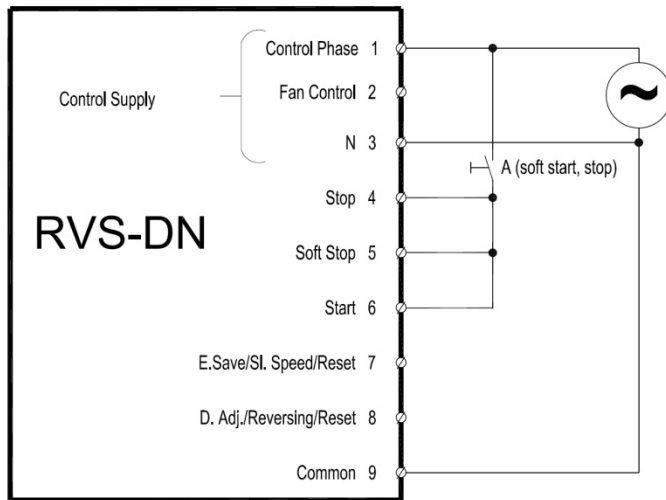 Control Phase 1
Fan Control 2
Control Supply
N 3
A (soft start, stop)
Stop 4
RVS-DN
Soft Stop 5
Start 6
E.Save/Sl. Speed/Reset 7
D. Adj./Reversing/Reset 8
Common 9